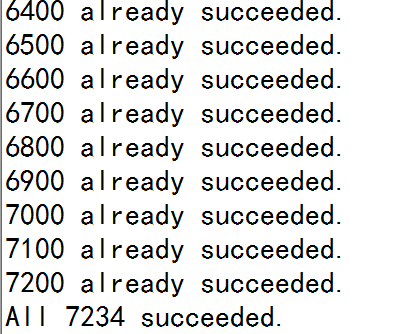 6400 already succeeded.
6500 already succeeded.
6600 already succeeded.
6700 already succeeded.
6800 already succeeded.
6900 already succeeded.
7000 already succeeded.
7100 already succeeded.
7200 already succeeded.
All 7234 succeeded.